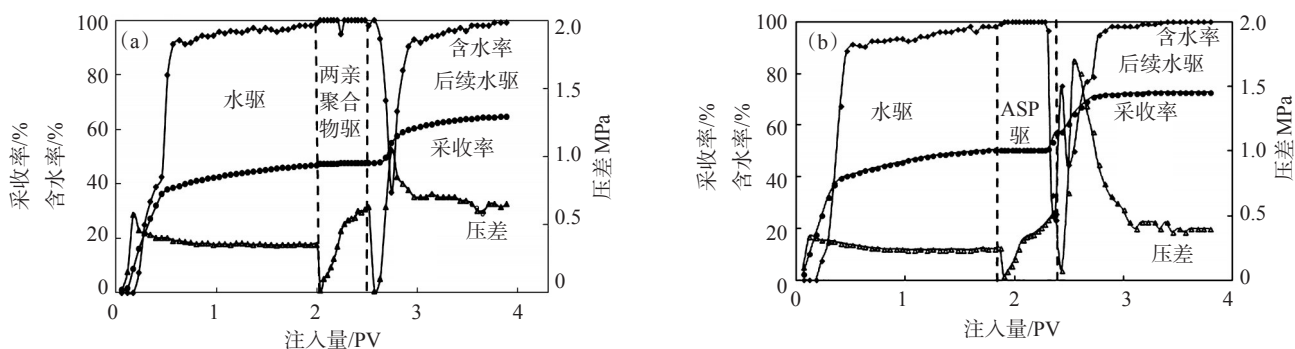 (a)
100
80
60
40
20
0
采收率/%
含水率/%
2.0
1.5
1.0
0.5
0
压差MPa
0
1
2
3
4
注入量/PV
水驱
两亲
聚合
物驱
含水率
后续水驱
采收率
压差
(b)
100
80
60
40
20
0
采收率/%
含水率/%
2.0
1.5
1.0
0.5
0
压差MPa
0
1
2
3
4
注入量/PV
水驱
ASP
驱
含水率
后续水驱
采收率
压差